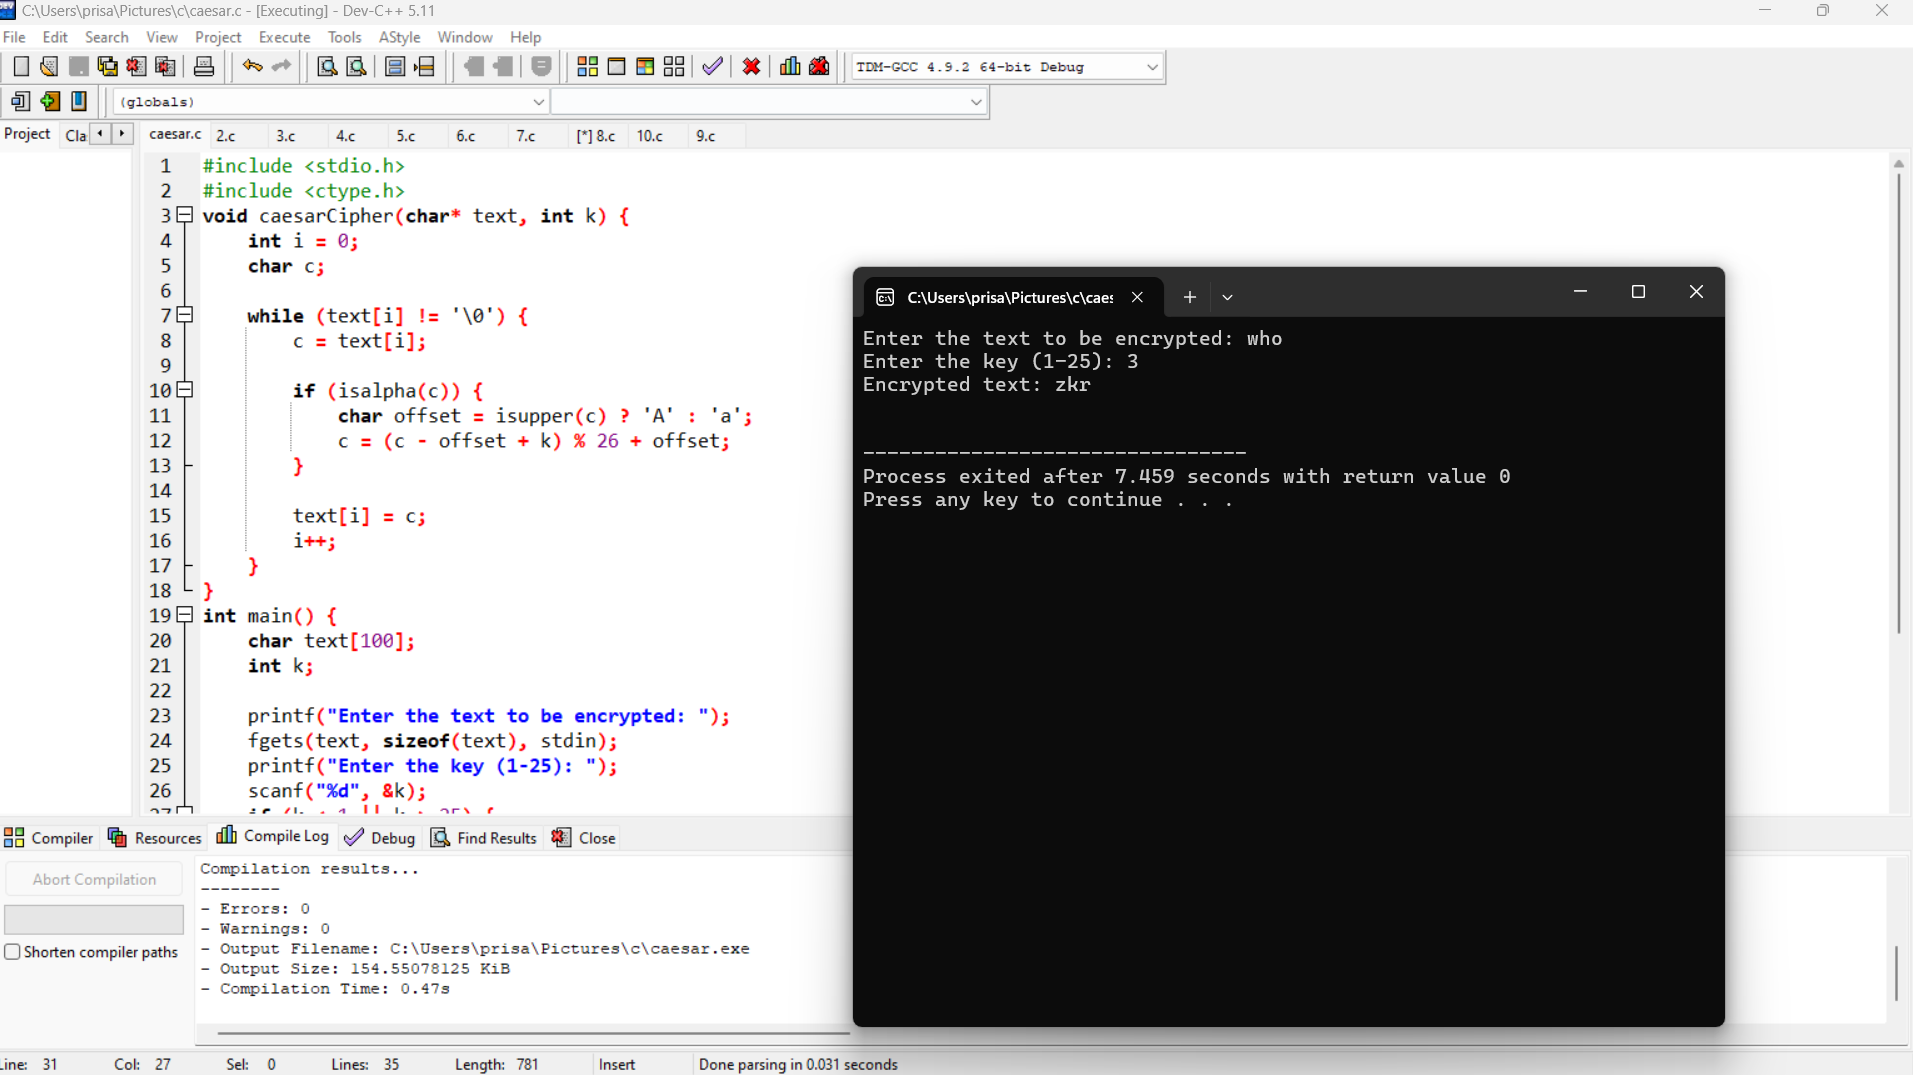 C:\Users\prisa\Pictures\c\caesar.c - [Executing] - Dev-C++ 5.11
File Edit Search View Project Execute Tools AStyle Window Help
TDM-GCC 4.9.2 64-bit Debug
(globals)
Project Cla caesar.c 2.c 3.c 4.c 5.c 6.c 7.c [*] 8.c 10.c 9.c
1 #include <stdio.h>
2 #include <ctype.h>
3 void caesarCipher(char* text, int k) {
4 int i = 0;
5 char c;
6
7 while (text[i] != '\0') {
8 c = text[i];
9
10 if (isalpha(c)) {
11 char offset = isupper(c) ? 'A' : 'a';
12 c = (c - offset + k) % 26 + offset;
13 }
14
15 text[i] = c;
16 i++;
17 }
18 }
19 int main() {
20 char text[100];
21 int k;
22
23 printf("Enter the text to be encrypted: ");
24 fgets(text, sizeof(text), stdin);
25 printf("Enter the key (1-25): ");
26 scanf("%d", &k);
C:\Users\prisa\Pictures\c\caes
Enter the text to be encrypted: who
Enter the key (1-25): 3
Encrypted text: zkr
--------------------------------
Process exited after 7.459 seconds with return value 0
Press any key to continue . . .
Compiler Resources Compile Log Debug Find Results Close
Abort Compilation
Shorten compiler paths
Compilation results...
--------
- Errors: 0
- Warnings: 0
- Output Filename: C:\Users\prisa\Pictures\c\caesar.exe
- Output Size: 154.55078125 KiB
- Compilation Time: 0.47s
Line: 31 Col: 27 Sel: 0 Lines: 35 Length: 781 Insert Done parsing in 0.031 seconds